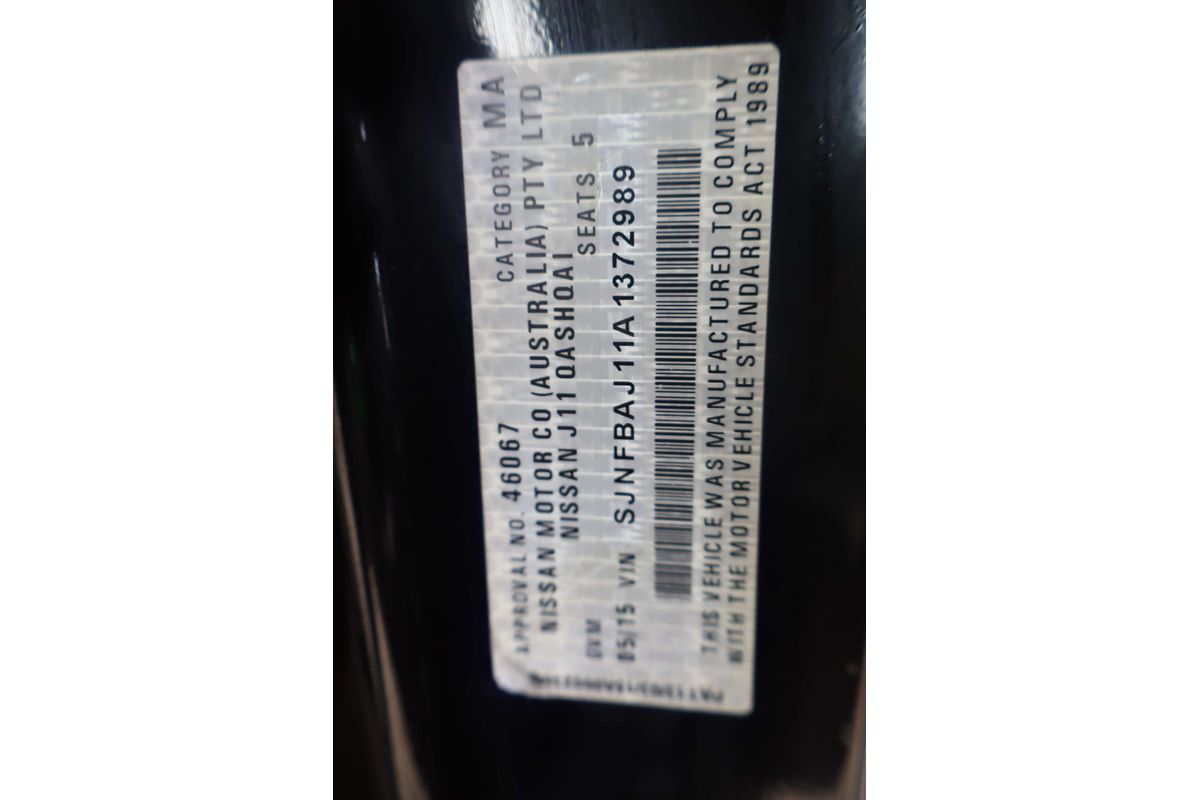 APPROVAL NO. 46067 CATEGORY MA
NISSAN MOTOR CO (AUSTRALIA) PTY LTD
NISSAN J11 QASHQAI
DVM SEATS 5
05/15 VIN SJNFBAJ11A1372989
THIS VEHICLE WAS MANUFACTURED TO COMPLY
WITH THE MOTOR VEHICLE STANDARDS ACT 1989